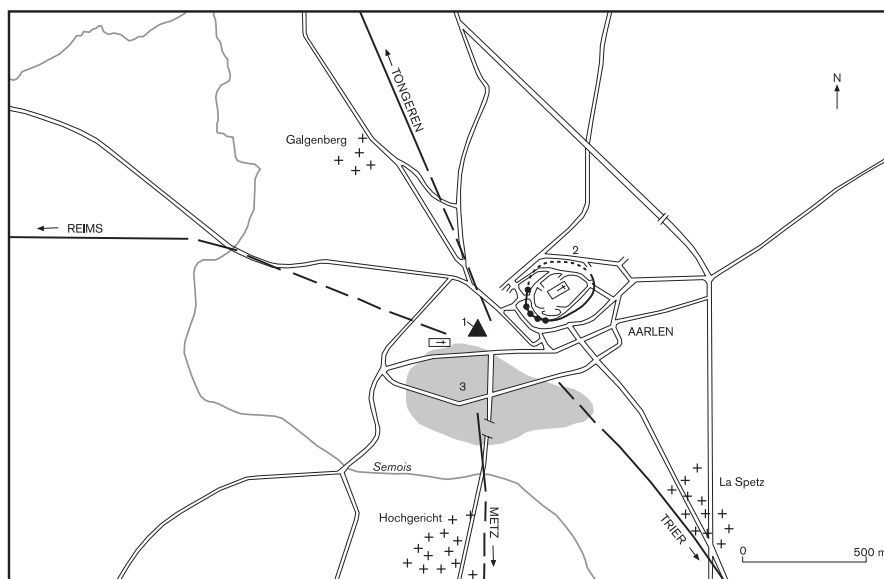 N
TONGEREN
Galgenberg
REIMS
2
1
AARLEN
3
Semois
La Spetz
Hochgericht
METZ
TRIER
0 500 m